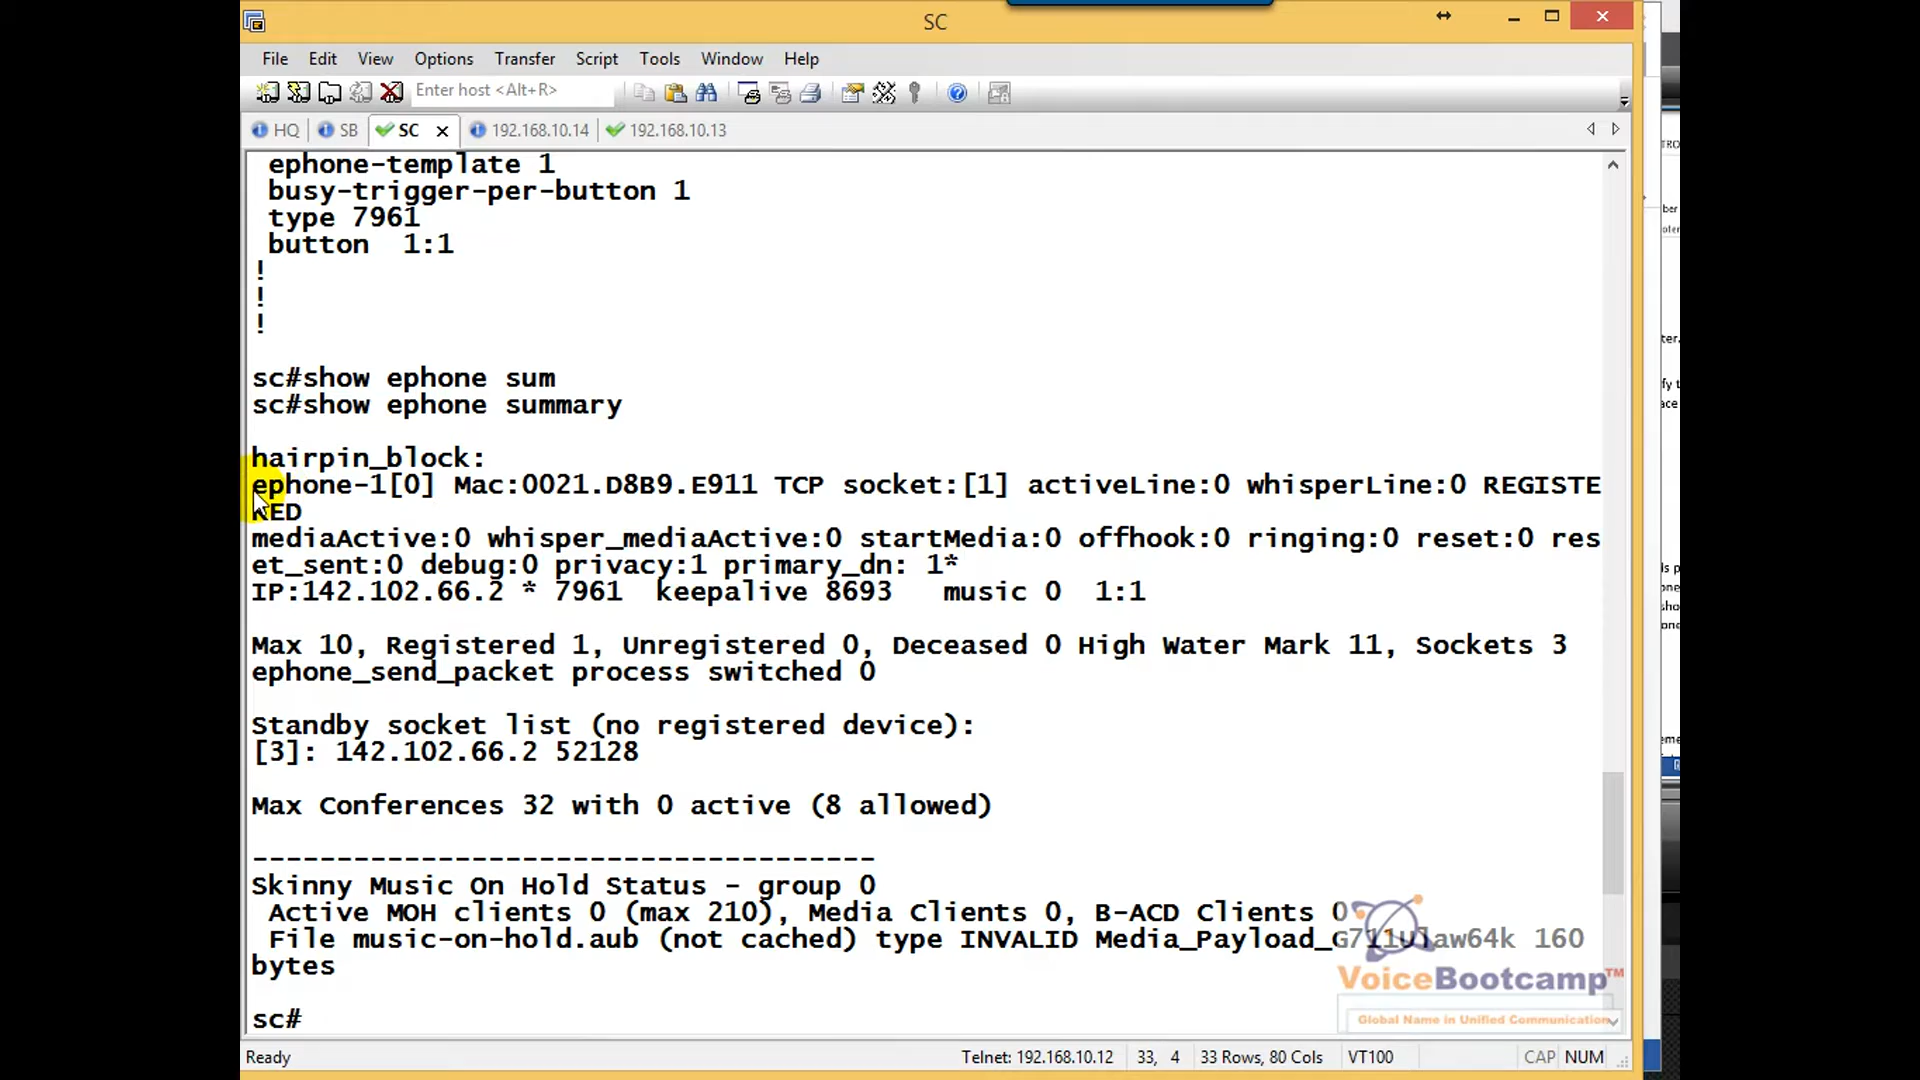 SC
File Edit View Options Transfer Script Tools Window Help
Enter host <Alt+R>
HQ SB SC 192.168.10.14 192.168.10.13
ephone-template 1
busy-trigger-per-button 1
type 7961
button 1:1
!
!
!
sc#show ephone sum
sc#show ephone summary
hairpin_block:
ephone-1[0] Mac:0021.D8B9.E911 TCP socket:[1] activeLine:0 whisperLine:0 REGISTE
RED
mediaActive:0 whisper_mediaActive:0 startMedia:0 offhook:0 ringing:0 reset:0 res
et_sent:0 debug:0 privacy:1 primary_dn: 1*
IP:142.102.66.2 * 7961 keepalive 8693 music 0 1:1
Max 10, Registered 1, Unregistered 0, Deceased 0 High Water Mark 11, Sockets 3
ephone_send_packet process switched 0
Standby socket list (no registered device):
[3]: 142.102.66.2 52128
Max Conferences 32 with 0 active (8 allowed)
-------------------------------------
Skinny Music On Hold Status - group 0
Active MOH clients 0 (max 210), Media Clients 0, B-ACD Clients 0
File music-on-hold.aub (not cached) type INVALID Media_Payload_G711Ulaw64k 160
bytes
VoiceBootcamp™
Global Name in Unified Communication
sc#
Ready Telnet: 192.168.10.12 33, 4 33 Rows, 80 Cols VT100 CAP NUM